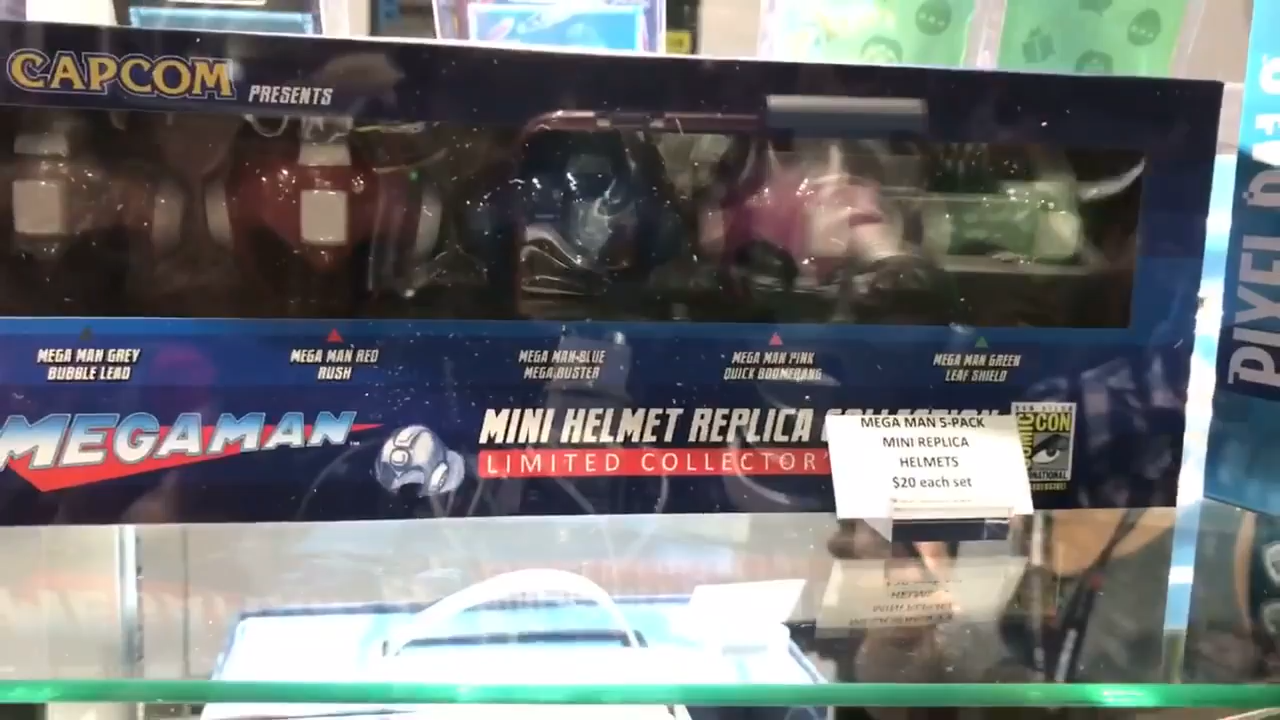 CAPCOM PRESENTS
MEGA MAN GREY
BUBBLE LEAD
MEGA MAN RED
RUSH
MEGA MAN BLUE
MEGA BUSTER
MEGA MAN PINK
QUICK BOOMERANG
MEGA MAN GREEN
LEAF SHIELD
MEGAMAN
MINI HELMET REPLICA
LIMITED COLLECTOR'
MEGA MAN 5-PACK
MINI REPLICA
HELMETS
$20 each set
COMIC
CON
PIXEL